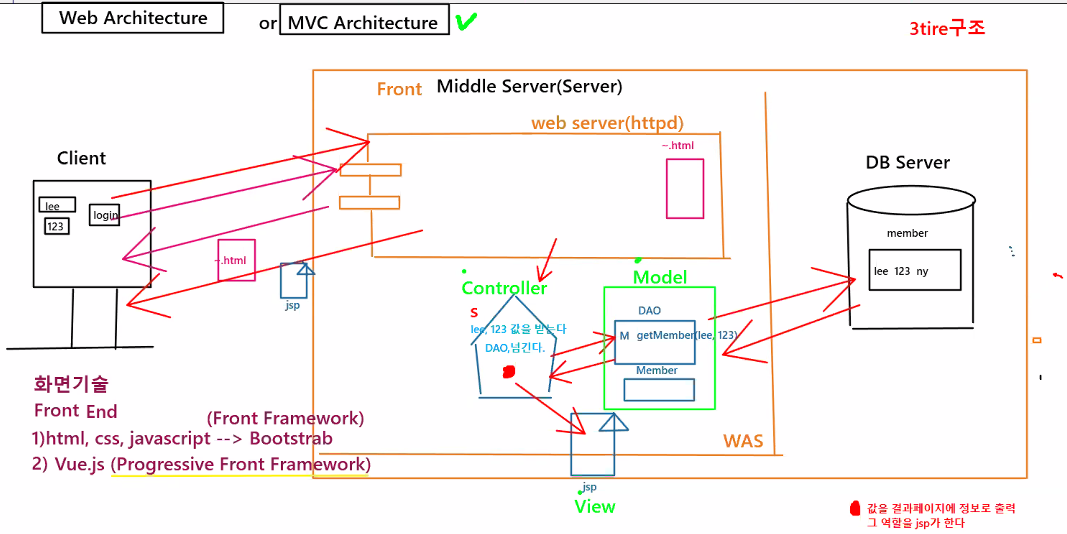 Web Architecture
or MVC Architecture
3tire구조
Front Middle Server(Server)
web server(httpd)
~.html
Client
DB Server
lee
123
login
member
lee 123 ny
~.html
jsp
Controller
Model
S
lee, 123 값을 받는다
DAO,넘긴다.
DAO
M getMember(lee, 123)
Member
화면기술
Front End
(Front Framework)
1)html, css, javascript --> Bootstrab
2) Vue.js (Progressive Front Framework)
WAS
jsp
View
값을 결과페이지에 정보로 출력
그 역할을 jsp가 한다